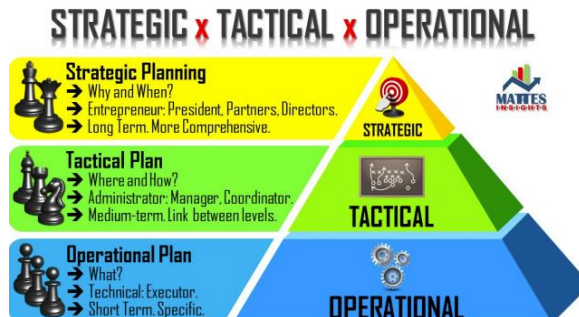 STRATEGIC x TACTICAL x OPERATIONAL
Strategic Planning
➔ Why and When?
➔ Entrepreneur: President, Partners, Directors.
➔ Long Term. More Comprehensive.
STRATEGIC
MATTES
INSIGHTS
Tactical Plan
➔ Where and How?
➔ Administrator: Manager, Coordinator.
➔ Medium-term. Link between levels.
TACTICAL
Operational Plan
➔ What?
➔ Technical: Executor.
➔ Short Term. Specific.
OPERATIONAL